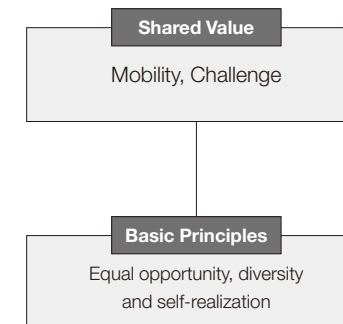 Shared Value
Mobility, Challenge
Basic Principles
Equal opportunity, diversity
and self-realization